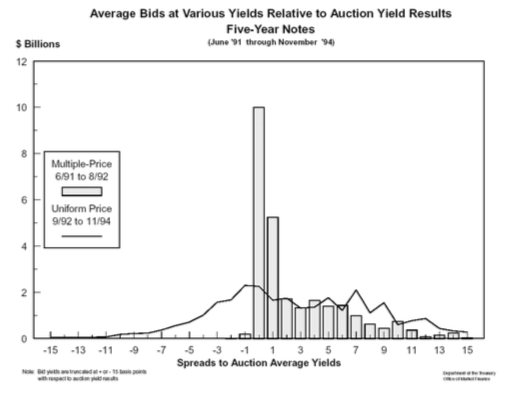 Average Bids at Various Yields Relative to Auction Yield Results
Five-Year Notes
(June '91 through November '94)
$ Billions
12
10
8
6
4
2
0
Multiple-Price
6/91 to 8/92
Uniform Price
9/92 to 11/94
-15 -13 -11 -9 -7 -5 -3 -1 1 3 5 7 9 11 13 15
Spreads to Auction Average Yields
Note: Bid yields are truncated at + or - 15 basis points
with respect to auction yield results
Department of the Treasury
Office of Market Finance